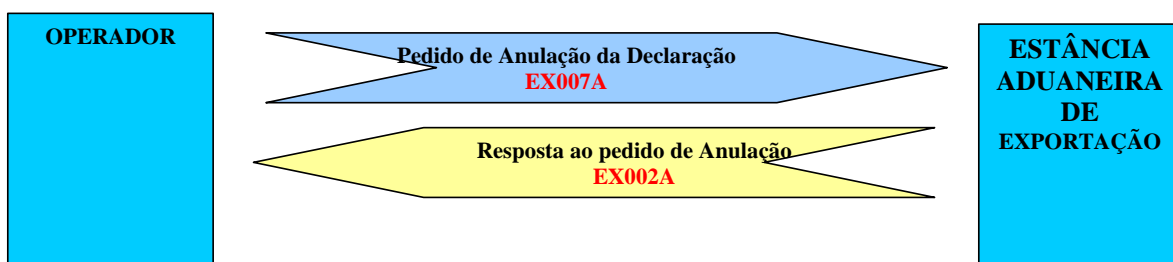 OPERADOR
Pedido de Anulação da Declaração
EX007A
Resposta ao pedido de Anulação
EX002A
ESTÂNCIA
ADUANEIRA
DE
EXPORTAÇÃO